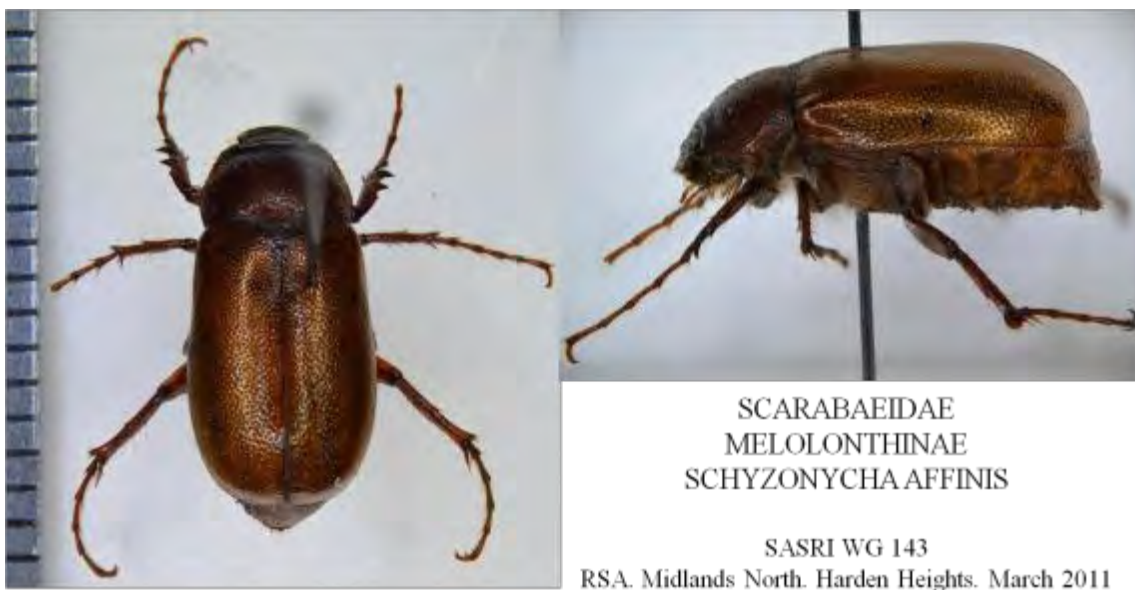 SCARABAEIDAE
MELOLONTHINAE
SCHYZONYCHA AFFINIS
SASRI WG 143
RSA. Midlands North. Harden Heights. March 2011